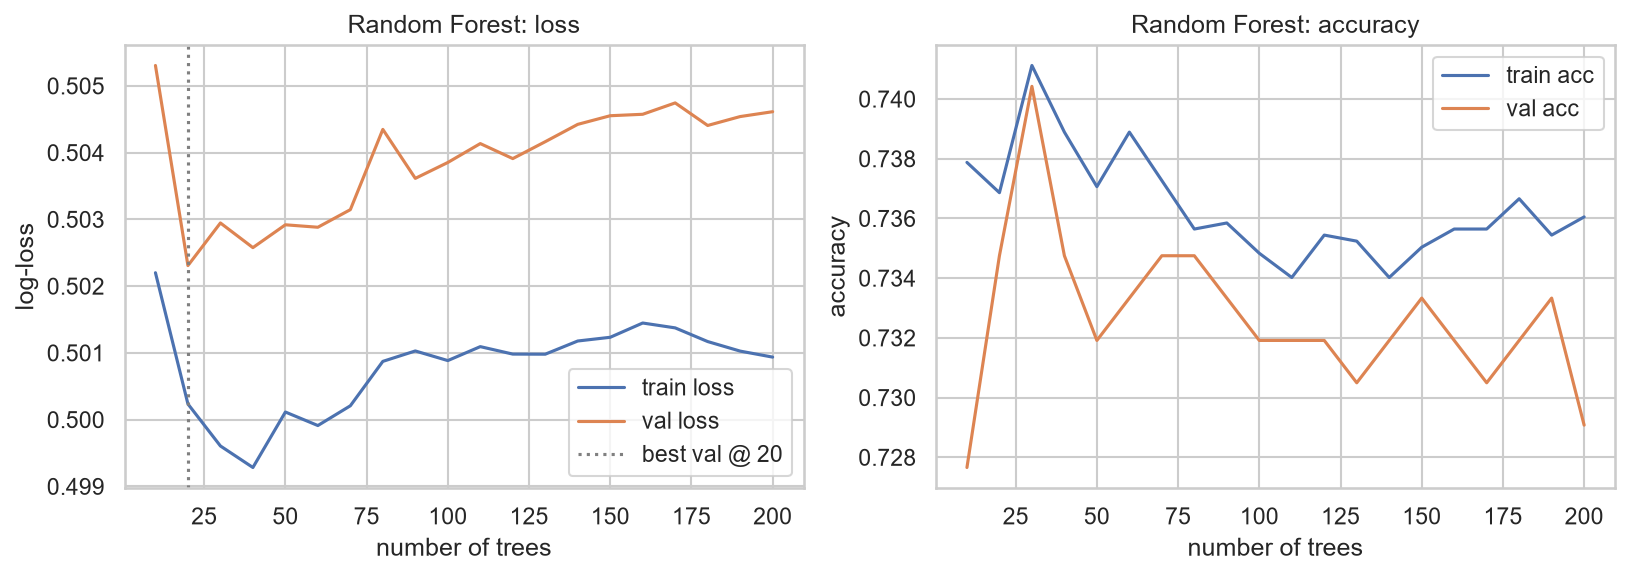 Random Forest: loss
0.505
0.504
0.503
0.502
0.501
0.500
0.499
log-loss
train loss
val loss
best val @ 20
25 50 75 100 125 150 175 200
number of trees
Random Forest: accuracy
0.740
0.738
0.736
0.734
0.732
0.730
0.728
accuracy
train acc
val acc
25 50 75 100 125 150 175 200
number of trees